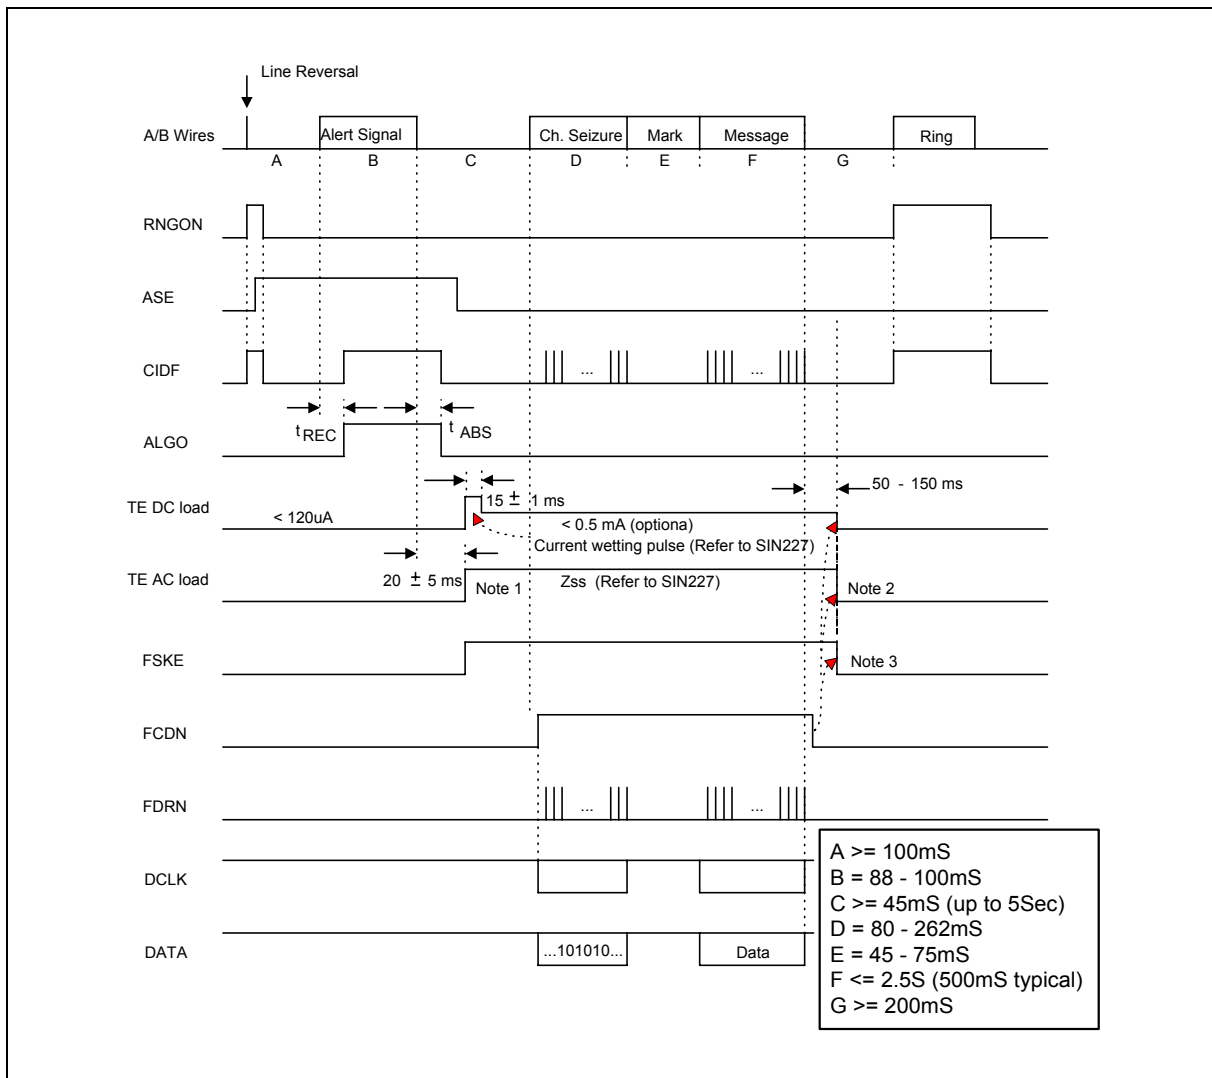 Line Reversal
A/B Wires
Alert Signal
Ch. Seizure
Mark
Message
Ring
A
B
C
D
E
F
G
RNGON
ASE
CIDF
...
...
tREC
t ABS
ALGO
50 - 150 ms
15 ± 1 ms
TE DC load
< 120uA
< 0.5 mA (optiona)
Current wetting pulse (Refer to SIN227)
TE AC load
20 ± 5 ms
Note 1
Zss (Refer to SIN227)
Note 2
FSKE
Note 3
FCDN
FDRN
...
...
DCLK
DATA
...101010...
Data
A >= 100mS
B = 88 - 100mS
C >= 45mS (up to 5Sec)
D = 80 - 262mS
E = 45 - 75mS
F <= 2.5S (500mS typical)
G >= 200mS